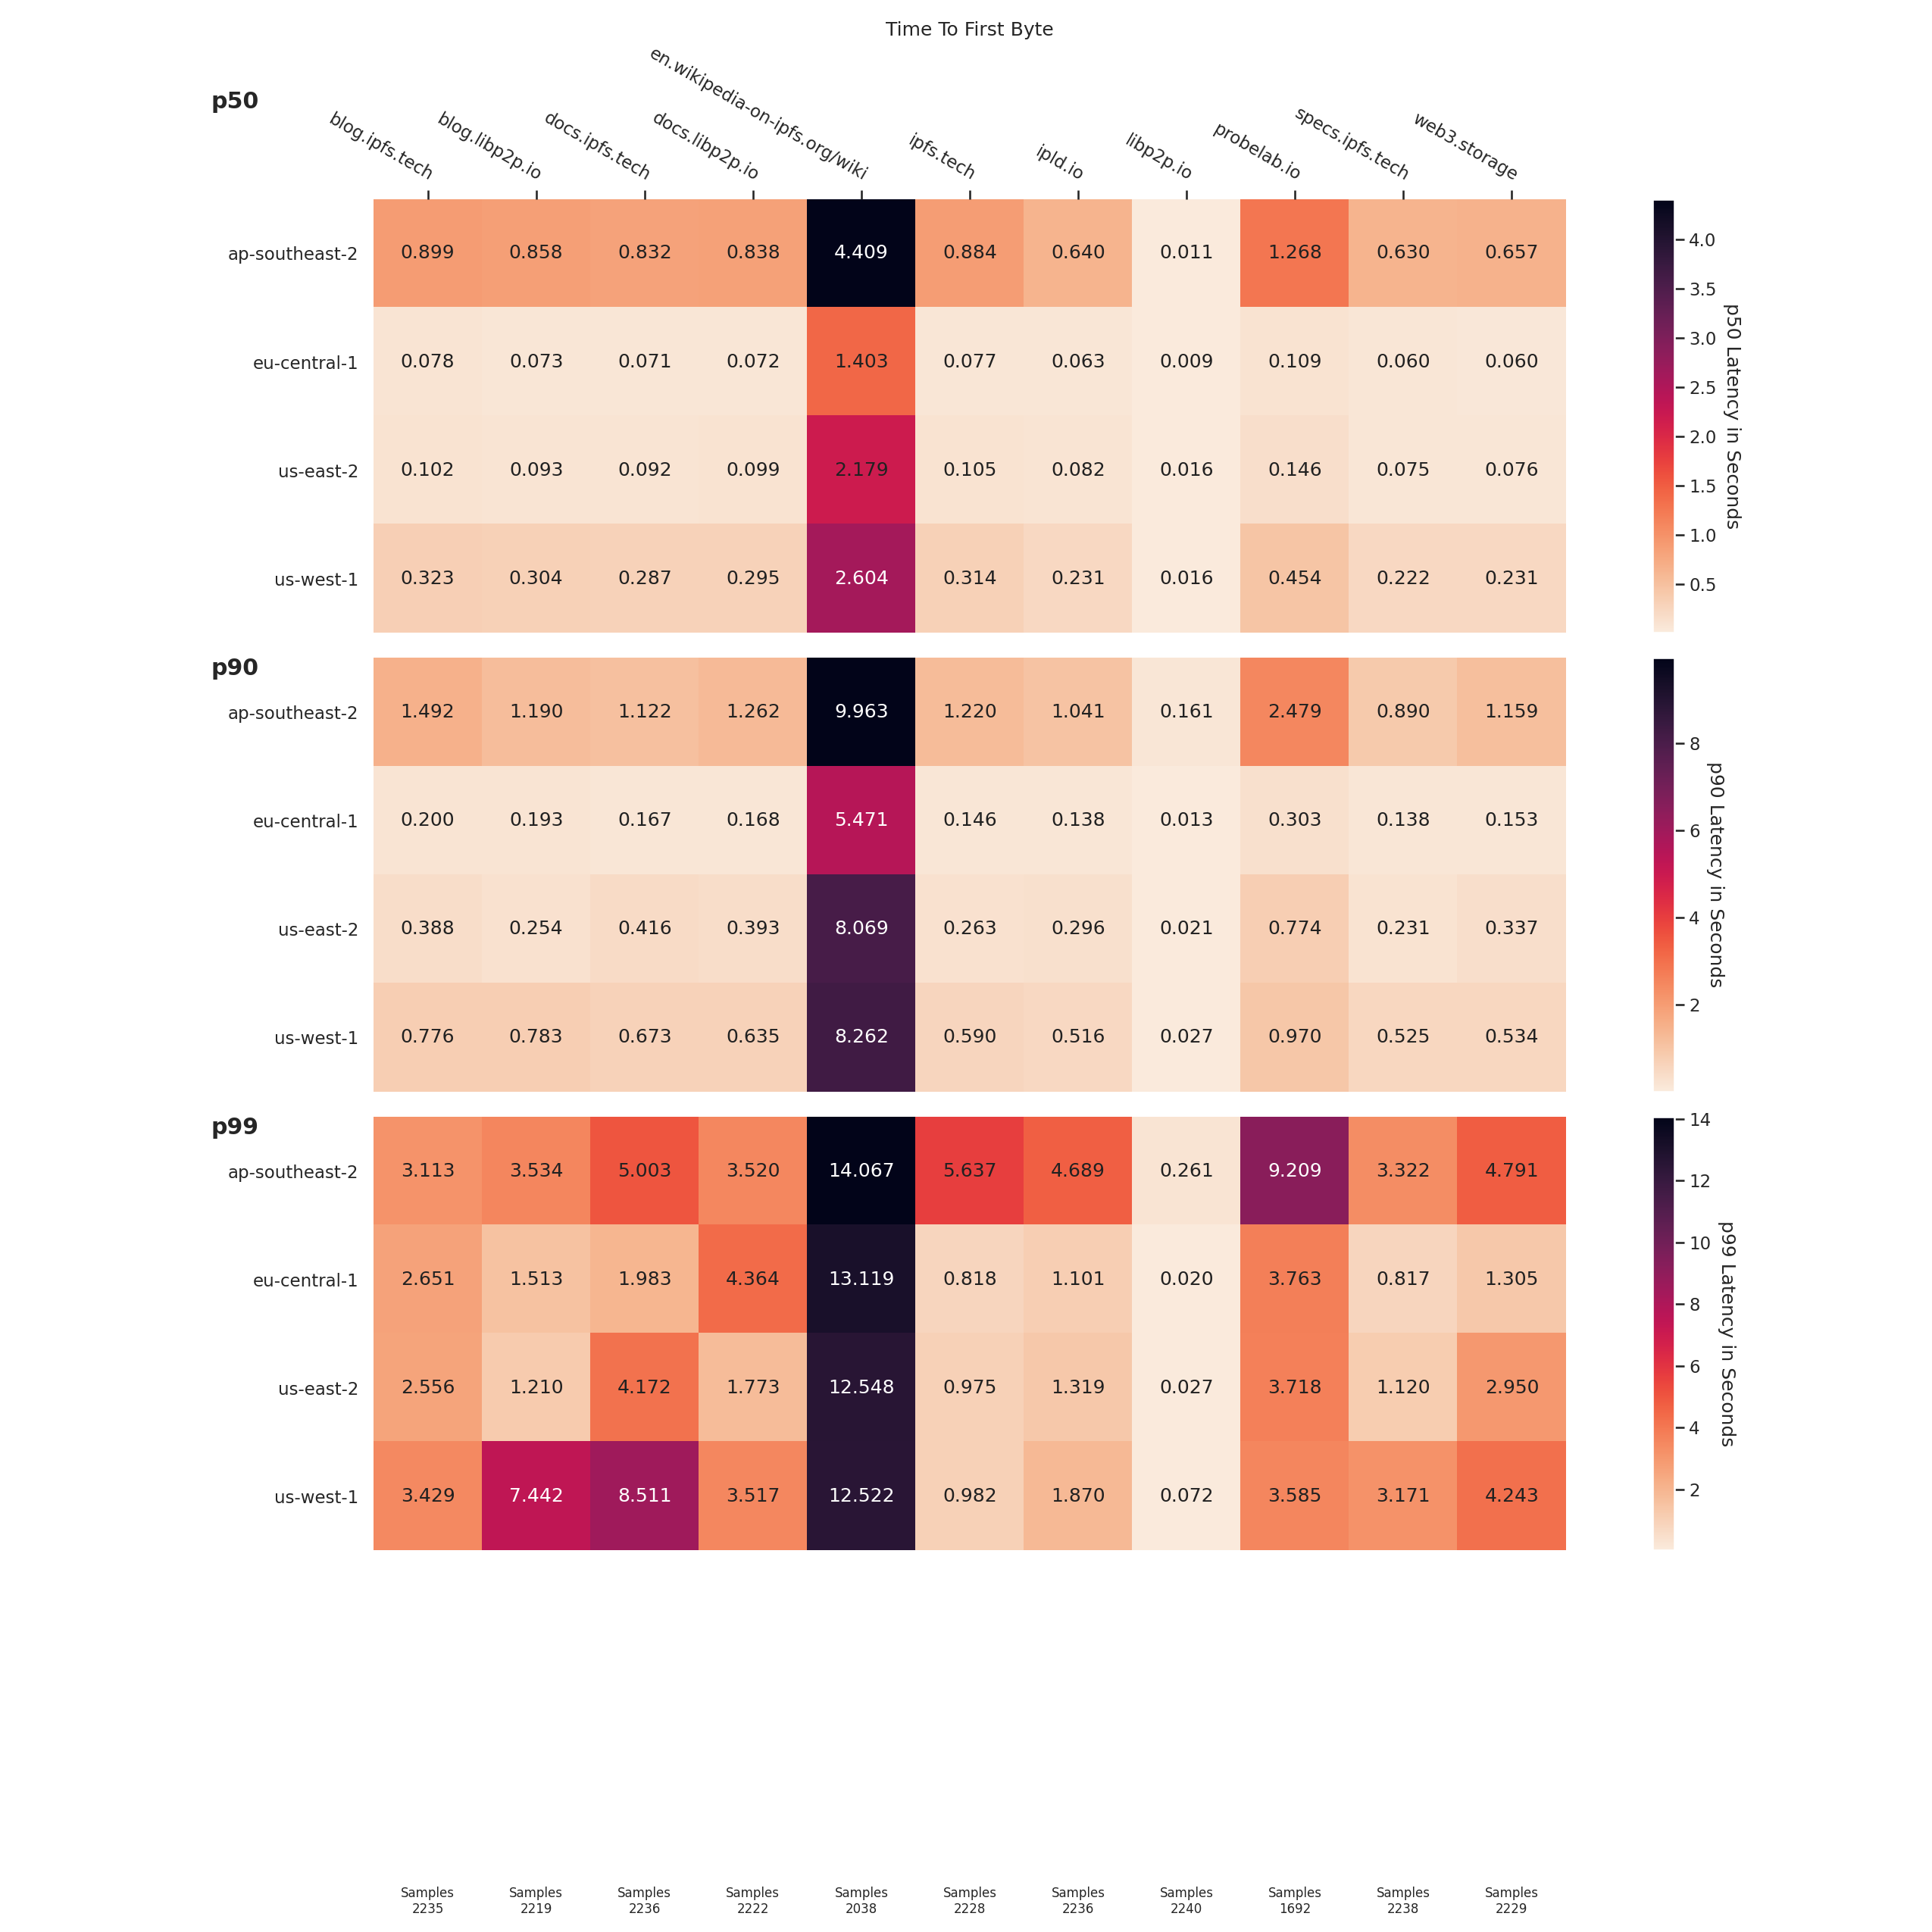 Time To First Byte
p50
blog.ipfs.tech
blog.libp2p.io
docs.ipfs.tech
docs.libp2p.io
en.wikipedia-on-ipfs.org/wiki
ipfs.tech
ipld.io
libp2p.io
probelab.io
specs.ipfs.tech
web3.storage
ap-southeast-2 0.899 0.858 0.832 0.838 4.409 0.884 0.640 0.011 1.268 0.630 0.657
eu-central-1 0.078 0.073 0.071 0.072 1.403 0.077 0.063 0.009 0.109 0.060 0.060
us-east-2 0.102 0.093 0.092 0.099 2.179 0.105 0.082 0.016 0.146 0.075 0.076
us-west-1 0.323 0.304 0.287 0.295 2.604 0.314 0.231 0.016 0.454 0.222 0.231
4.0
3.5
3.0
2.5
2.0
1.5
1.0
0.5
p50 Latency in Seconds
p90
ap-southeast-2 1.492 1.190 1.122 1.262 9.963 1.220 1.041 0.161 2.479 0.890 1.159
eu-central-1 0.200 0.193 0.167 0.168 5.471 0.146 0.138 0.013 0.303 0.138 0.153
us-east-2 0.388 0.254 0.416 0.393 8.069 0.263 0.296 0.021 0.774 0.231 0.337
us-west-1 0.776 0.783 0.673 0.635 8.262 0.590 0.516 0.027 0.970 0.525 0.534
8
6
4
2
p90 Latency in Seconds
p99
ap-southeast-2 3.113 3.534 5.003 3.520 14.067 5.637 4.689 0.261 9.209 3.322 4.791
eu-central-1 2.651 1.513 1.983 4.364 13.119 0.818 1.101 0.020 3.763 0.817 1.305
us-east-2 2.556 1.210 4.172 1.773 12.548 0.975 1.319 0.027 3.718 1.120 2.950
us-west-1 3.429 7.442 8.511 3.517 12.522 0.982 1.870 0.072 3.585 3.171 4.243
14
12
10
8
6
4
2
p99 Latency in Seconds
Samples Samples Samples Samples Samples Samples Samples Samples Samples Samples Samples
2235 2219 2236 2222 2038 2228 2236 2240 1692 2238 2229